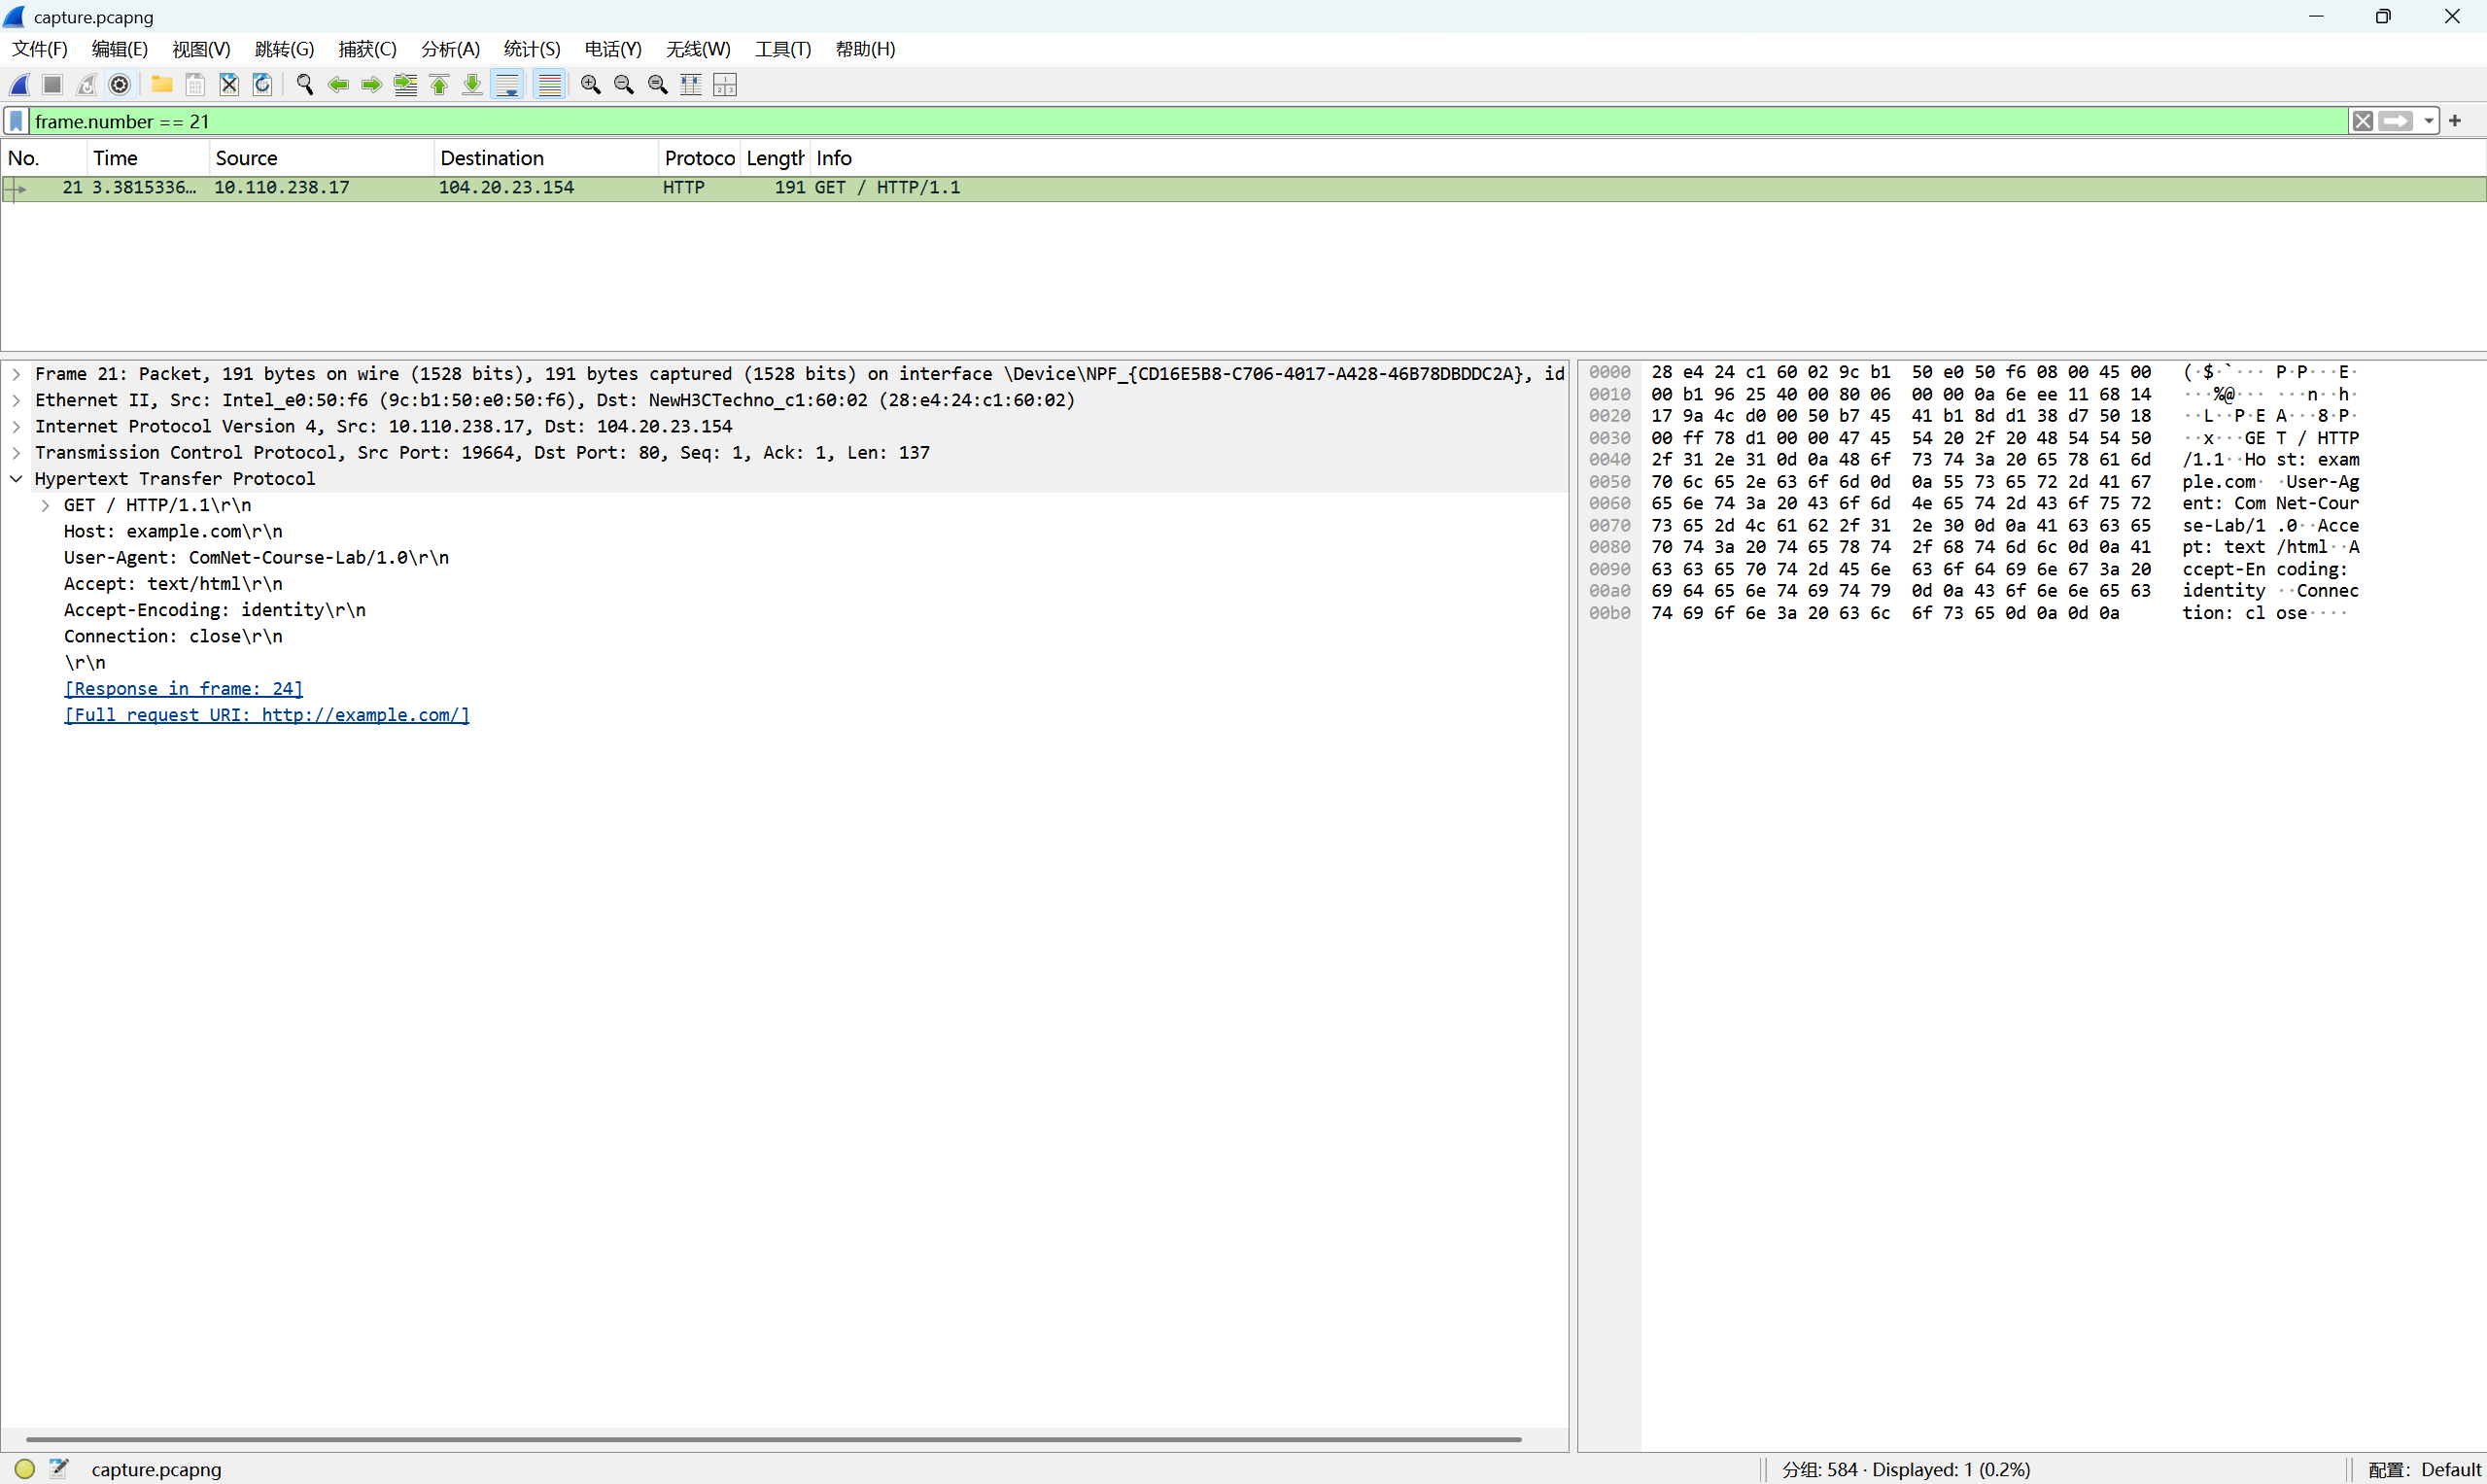 capture.pcapng
文件(F) 编辑(E) 视图(V) 跳转(G) 捕获(C) 分析(A) 统计(S) 电话(Y) 无线(W) 工具(T) 帮助(H)
frame.number == 21
No. Time Source Destination Protoco Length Info
21 3.3815336… 10.110.238.17 104.20.23.154 HTTP 191 GET / HTTP/1.1
Frame 21: Packet, 191 bytes on wire (1528 bits), 191 bytes captured (1528 bits) on interface \Device\NPF_{CD16E5B8-C706-4017-A428-46B78DBDDC2A}, id
Ethernet II, Src: Intel_e0:50:f6 (9c:b1:50:e0:50:f6), Dst: NewH3CTechno_c1:60:02 (28:e4:24:c1:60:02)
Internet Protocol Version 4, Src: 10.110.238.17, Dst: 104.20.23.154
Transmission Control Protocol, Src Port: 19664, Dst Port: 80, Seq: 1, Ack: 1, Len: 137
Hypertext Transfer Protocol
GET / HTTP/1.1\r\n
Host: example.com\r\n
User-Agent: ComNet-Course-Lab/1.0\r\n
Accept: text/html\r\n
Accept-Encoding: identity\r\n
Connection: close\r\n
\r\n
[Response in frame: 24]
[Full request URI: http://example.com/]
0000 28 e4 24 c1 60 02 9c b1 50 e0 50 f6 08 00 45 00 (·$·`··· P·P···E·
0010 00 b1 96 25 40 00 80 06 00 00 0a 6e ee 11 68 14 ···%@··· ···n··h·
0020 17 9a 4c d0 00 50 b7 45 41 b1 8d d1 38 d7 50 18 ··L··P·E A···8·P·
0030 00 ff 78 d1 00 00 47 45 54 20 2f 20 48 54 54 50 ··x···GE T / HTTP
0040 2f 31 2e 31 0d 0a 48 6f 73 74 3a 20 65 78 61 6d /1.1··Ho st: exam
0050 70 6c 65 2e 63 6f 6d 0d 0a 55 73 65 72 2d 41 67 ple.com· ·User-Ag
0060 65 6e 74 3a 20 43 6f 6d 4e 65 74 2d 43 6f 75 72 ent: Com Net-Cour
0070 73 65 2d 4c 61 62 2f 31 2e 30 0d 0a 41 63 63 65 se-Lab/1 .0··Acce
0080 70 74 3a 20 74 65 78 74 2f 68 74 6d 6c 0d 0a 41 pt: text /html··A
0090 63 63 65 70 74 2d 45 6e 63 6f 64 69 6e 67 3a 20 ccept-En coding:
00a0 69 64 65 6e 74 69 74 79 0d 0a 43 6f 6e 6e 65 63 identity ··Connec
00b0 74 69 6f 6e 3a 20 63 6c 6f 73 65 0d 0a 0d 0a tion: cl ose····
capture.pcapng 分组: 584 · Displayed: 1 (0.2%) 配置: Default